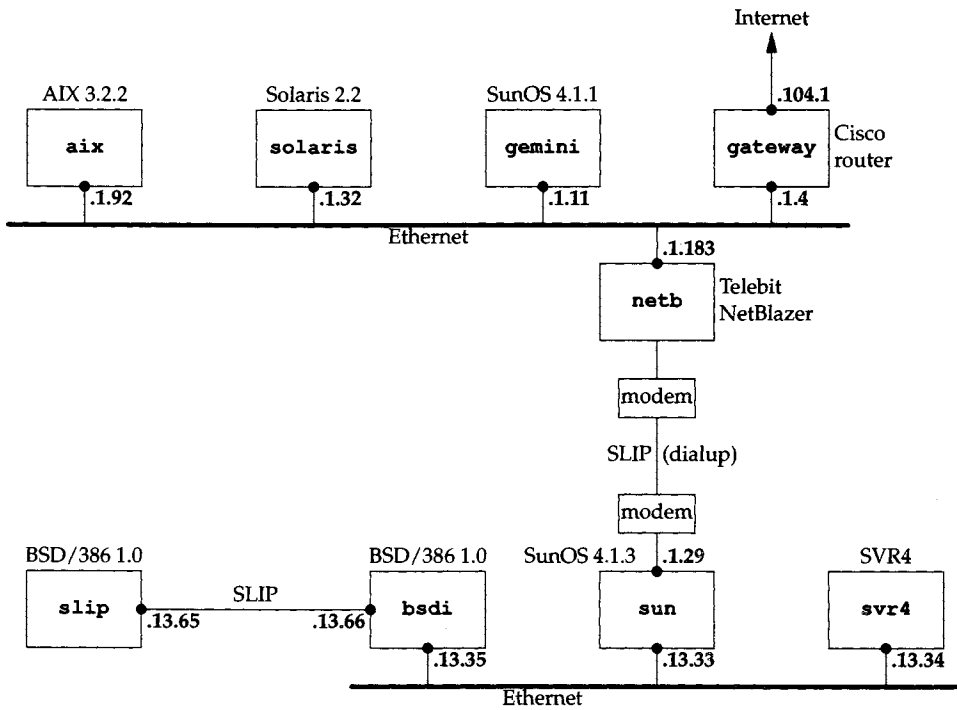 Internet
AIX 3.2.2
Solaris 2.2
SunOS 4.1.1
.104.1
aix
solaris
gemini
gateway
Cisco
router
.1.92
.1.32
.1.11
.1.4
Ethernet
.1.183
netb
Telebit
NetBlazer
modem
SLIP (dialup)
modem
BSD/386 1.0
BSD/386 1.0
SunOS 4.1.3
.1.29
SVR4
slip
SLIP
bsdi
sun
svr4
.13.65
.13.66
.13.35
.13.33
.13.34
Ethernet